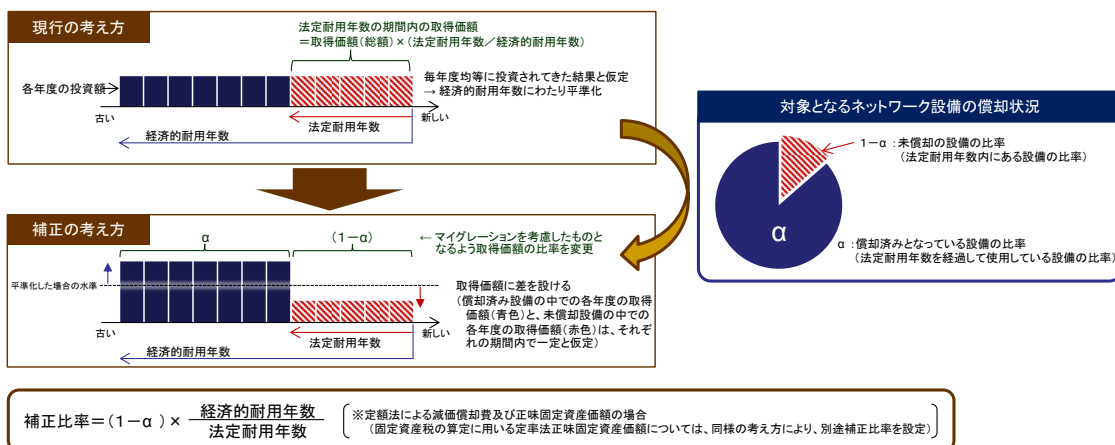 現行の考え方
法定耐用年数の期間内の取得価額
＝取得価額(総額)×(法定耐用年数／経済的耐用年数)
各年度の投資額
毎年度均等に投資されてきた結果と仮定
→ 経済的耐用年数にわたり平準化
古い
法定耐用年数
新しい
経済的耐用年数
対象となるネットワーク設備の償却状況
1－α ：未償却の設備の比率
(法定耐用年数内にある設備の比率)
α
α ：償却済みとなっている設備の比率
(法定耐用年数を経過して使用している設備の比率)
補正の考え方
α
(1－α)
← マイグレーションを考慮したものと
なるよう取得価額の比率を変更
平準化した場合の水準
取得価額に差を設ける
(償却済み設備の中での各年度の取得
価額(青色)と、未償却設備の中での
各年度の取得価額(赤色)は、それぞ
れの期間内で一定と仮定)
古い
法定耐用年数
新しい
経済的耐用年数
補正比率＝(1－α)× 経済的耐用年数
法定耐用年数
※定額法による減価償却費及び正味固定資産価額の場合
(固定資産税の算定に用いる定率法正味固定資産価額については、同様の考え方により、別途補正比率を設定)